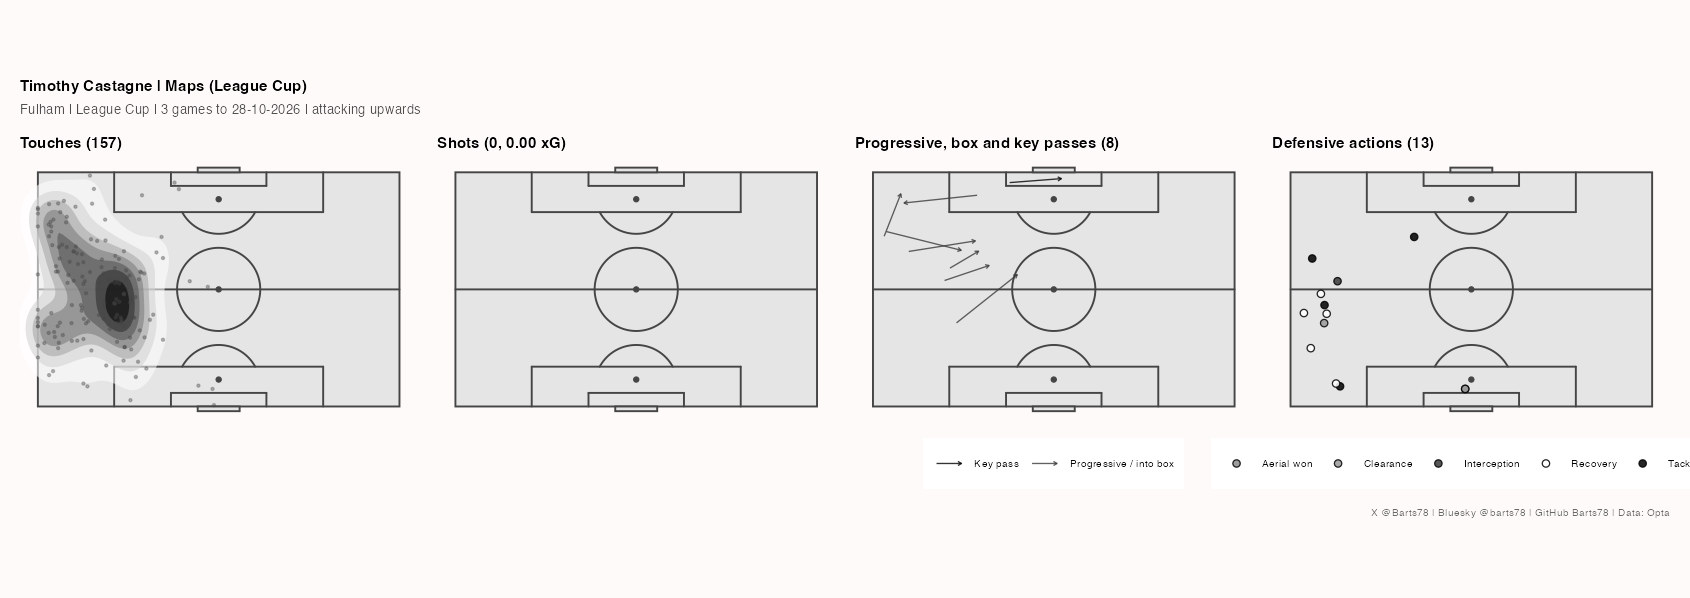 Timothy Castagne | Maps (League Cup)
Fulham | League Cup | 3 games to 28-10-2026 | attacking upwards
Touches (157)
Shots (0, 0.00 xG)
Progressive, box and key passes (8)
Defensive actions (13)
Key pass
Progressive / into box
Aerial won
Clearance
Interception
Recovery
Tack
X @Barts78 | Bluesky @barts78 | GitHub Barts78 | Data: Opta